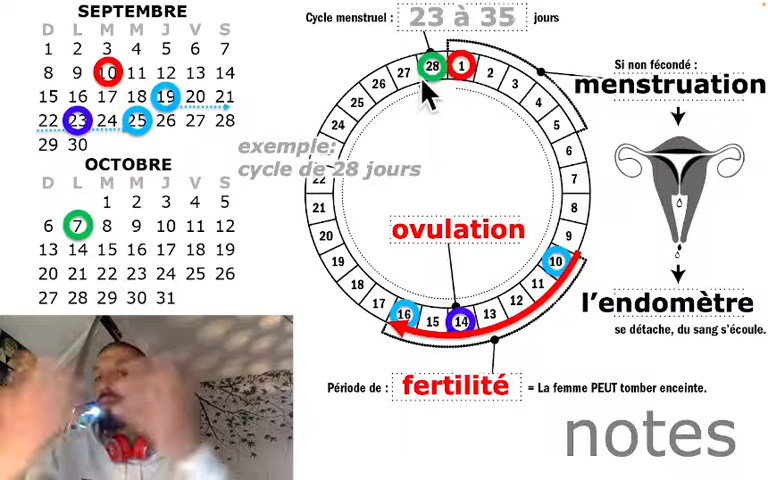 SEPTEMBRE
D L M M J V S
1 2 3 4 5 6 7
8 9 10 11 12 13 14
15 16 17 18 19 20 21
22 23 24 25 26 27 28
29 30
OCTOBRE
D L M M J V S
1 2 3 4 5
6 7 8 9 10 11 12
13 14 15 16 17 18 19
20 21 22 23 24 25 26
27 28 29 30 31
Cycle menstruel : 23 à 35 jours
exemple:
cycle de 28 jours
1
2
3
4
5
6
7
8
9
10
11
12
13
14
15
16
17
18
19
20
21
22
24
25
26
27
28
ovulation
Période de : fertilité = La femme PEUT tomber enceinte.
Si non fécondé :
menstruation
l'endomètre
se détache, du sang s'écoule.
notes